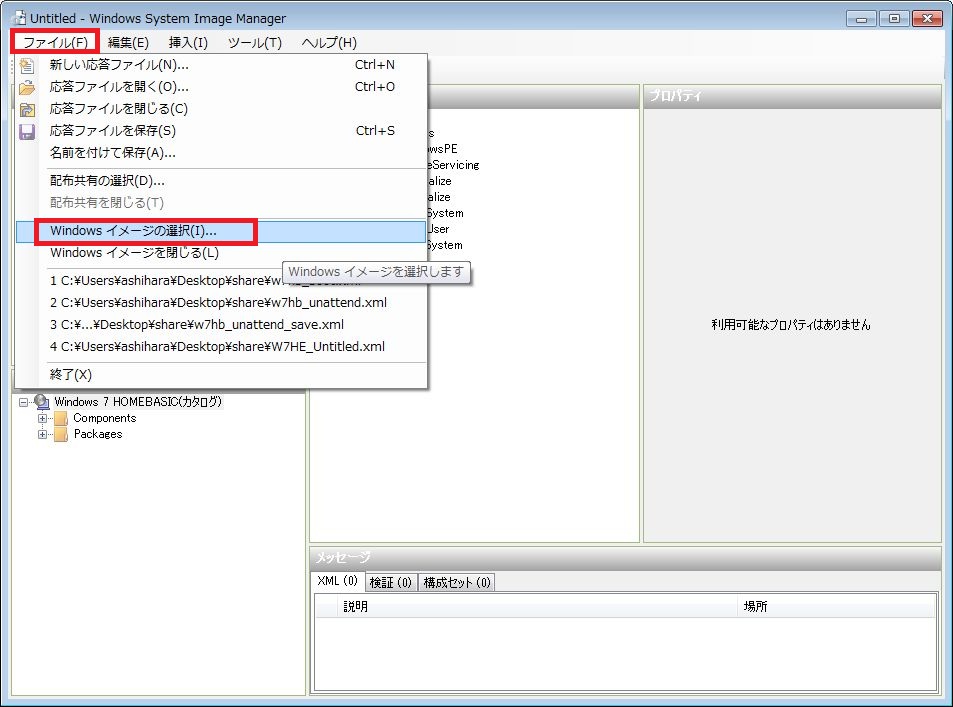 Untitled - Windows System Image Manager
ファイル(F) 編集(E) 挿入(I) ツール(T) ヘルプ(H)
新しい応答ファイル(N)... Ctrl+N
応答ファイルを開く(O)... Ctrl+O
応答ファイルを閉じる(C)
応答ファイルを保存(S) Ctrl+S
名前を付けて保存(A)...
配布共有の選択(D)...
配布共有を閉じる(T)
Windows イメージの選択(I)...
Windows イメージを閉じる(L)
Windows イメージを選択します
1 C:¥Users¥ashihara¥Desktop¥share¥w7
2 C:¥Users¥ashihara¥Desktop¥share¥w7hb_unattend.xml
3 C:¥...¥Desktop¥share¥w7hb_unattend_save.xml
4 C:¥Users¥ashihara¥Desktop¥share¥W7HE_Untitled.xml
終了(X)
s
wsPE
eServicing
alize
alize
System
User
System
プロパティ
利用可能なプロパティはありません
Windows 7 HOMEBASIC(カタログ)
Components
Packages
メッセージ
XML (0) 検証 (0) 構成セット (0)
説明 場所